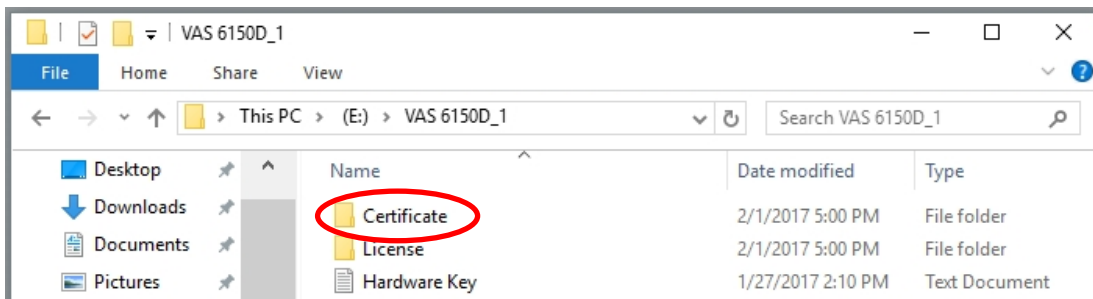 VAS 6150D_1
File Home Share View
This PC > (E:) > VAS 6150D_1 Search VAS 6150D_1
Desktop Name Date modified Type
Downloads Certificate 2/1/2017 5:00 PM File folder
Documents License 2/1/2017 5:00 PM File folder
Pictures Hardware Key 1/27/2017 2:10 PM Text Document